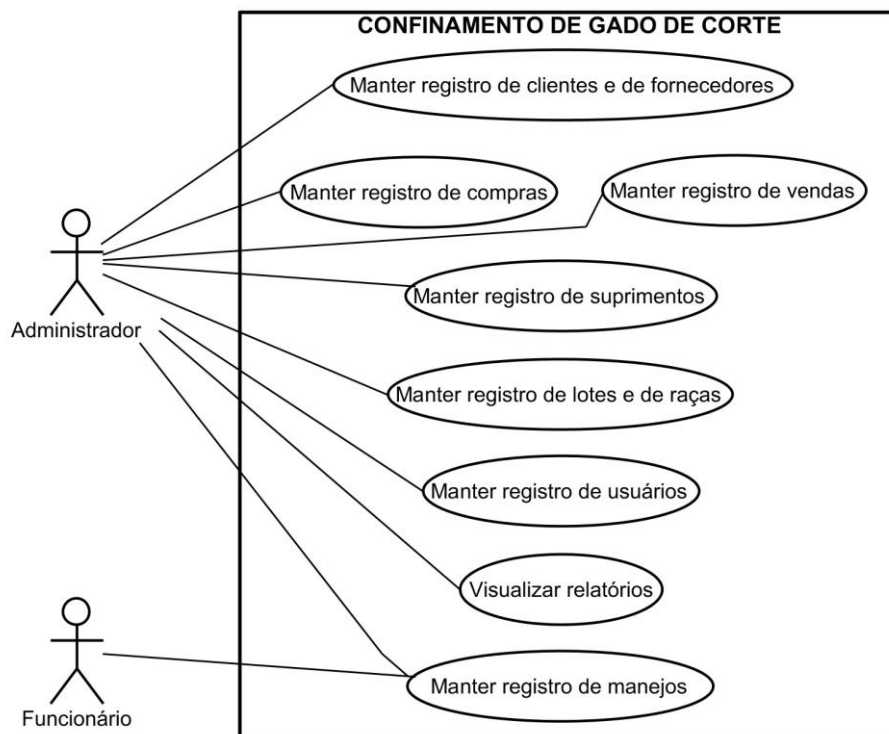 CONFINAMENTO DE GADO DE CORTE
Manter registro de clientes e de fornecedores
Manter registro de compras
Manter registro de vendas
Manter registro de suprimentos
Administrador
Manter registro de lotes e de raças
Manter registro de usuários
Visualizar relatórios
Manter registro de manejos
Funcionário